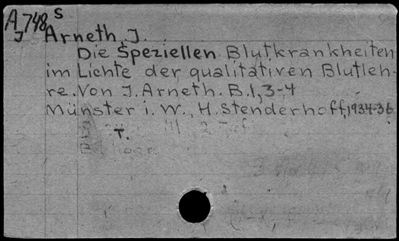 A 748 S
J
Arneth, J.
Die Speziellen Blutkrankheiten
im Lichte der qualitativen Blutleh-
re. Von J. Arneth. B. 1, 3-4
Münster i. W., H. Stenderhoff, 1934-36
T.